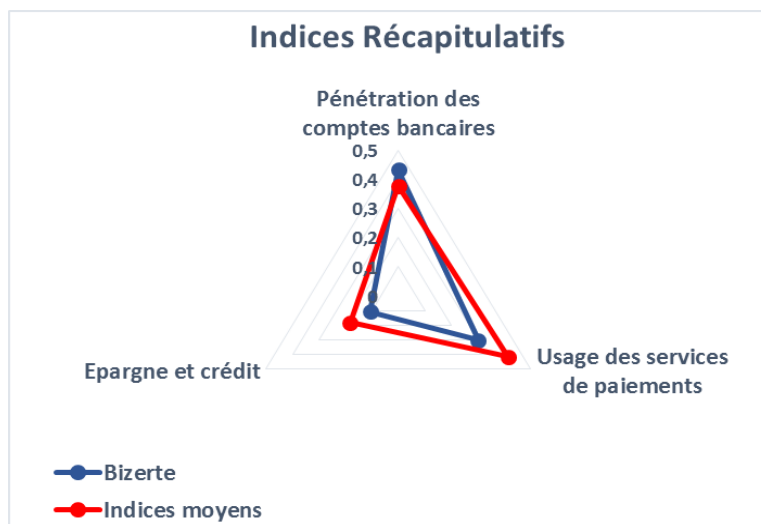 Indices Récapitulatifs
Pénétration des
comptes bancaires
0,5
0,4
0,3
0,2
0,1
0
Epargne et crédit
Usage des services
de paiements
Bizerte
Indices moyens